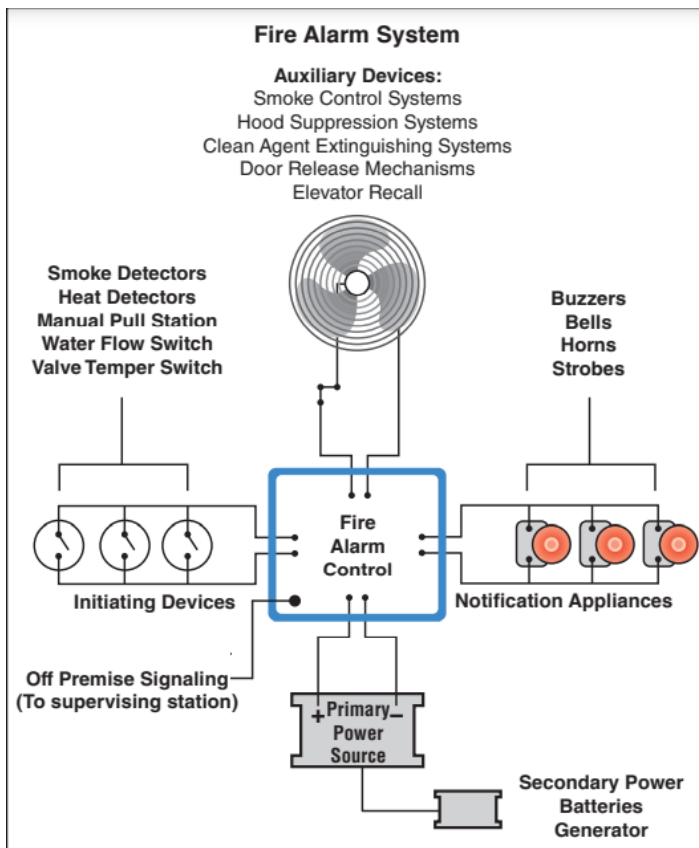 Fire Alarm System
Auxiliary Devices:
Smoke Control Systems
Hood Suppression Systems
Clean Agent Extinguishing Systems
Door Release Mechanisms
Elevator Recall
Smoke Detectors
Heat Detectors
Manual Pull Station
Water Flow Switch
Valve Temper Switch
Buzzers
Bells
Horns
Strobes
Fire
Alarm
Control
Initiating Devices
Notification Appliances
Off Premise Signaling
(To supervising station)
+ Primary –
Power
Source
Secondary Power
Batteries
Generator